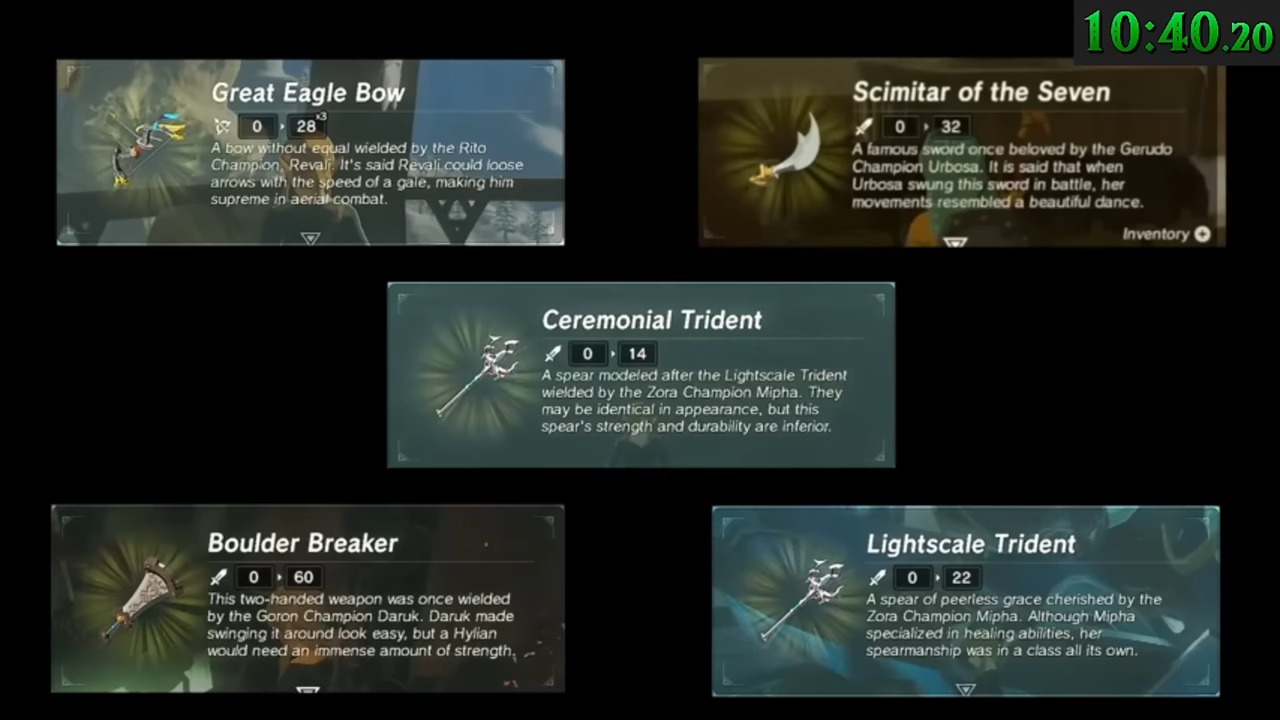 10:40.20
Great Eagle Bow
0 28 x3
A bow without equal wielded by the Rito
Champion, Revali. It's said Revali could loose
arrows with the speed of a gale, making him
supreme in aerial combat.
Scimitar of the Seven
0 32
A famous sword once beloved by the Gerudo
Champion Urbosa. It is said that when
Urbosa swung this sword in battle, her
movements resembled a beautiful dance.
Inventory +
Ceremonial Trident
0 14
A spear modeled after the Lightscale Trident
wielded by the Zora Champion Mipha. They
may be identical in appearance, but this
spear's strength and durability are inferior.
Boulder Breaker
0 60
This two-handed weapon was once wielded
by the Goron Champion Daruk. Daruk made
swinging it around look easy, but a Hylian
would need an immense amount of strength.
Lightscale Trident
0 22
A spear of peerless grace cherished by the
Zora Champion Mipha. Although Mipha
specialized in healing abilities, her
spearmanship was in a class all its own.